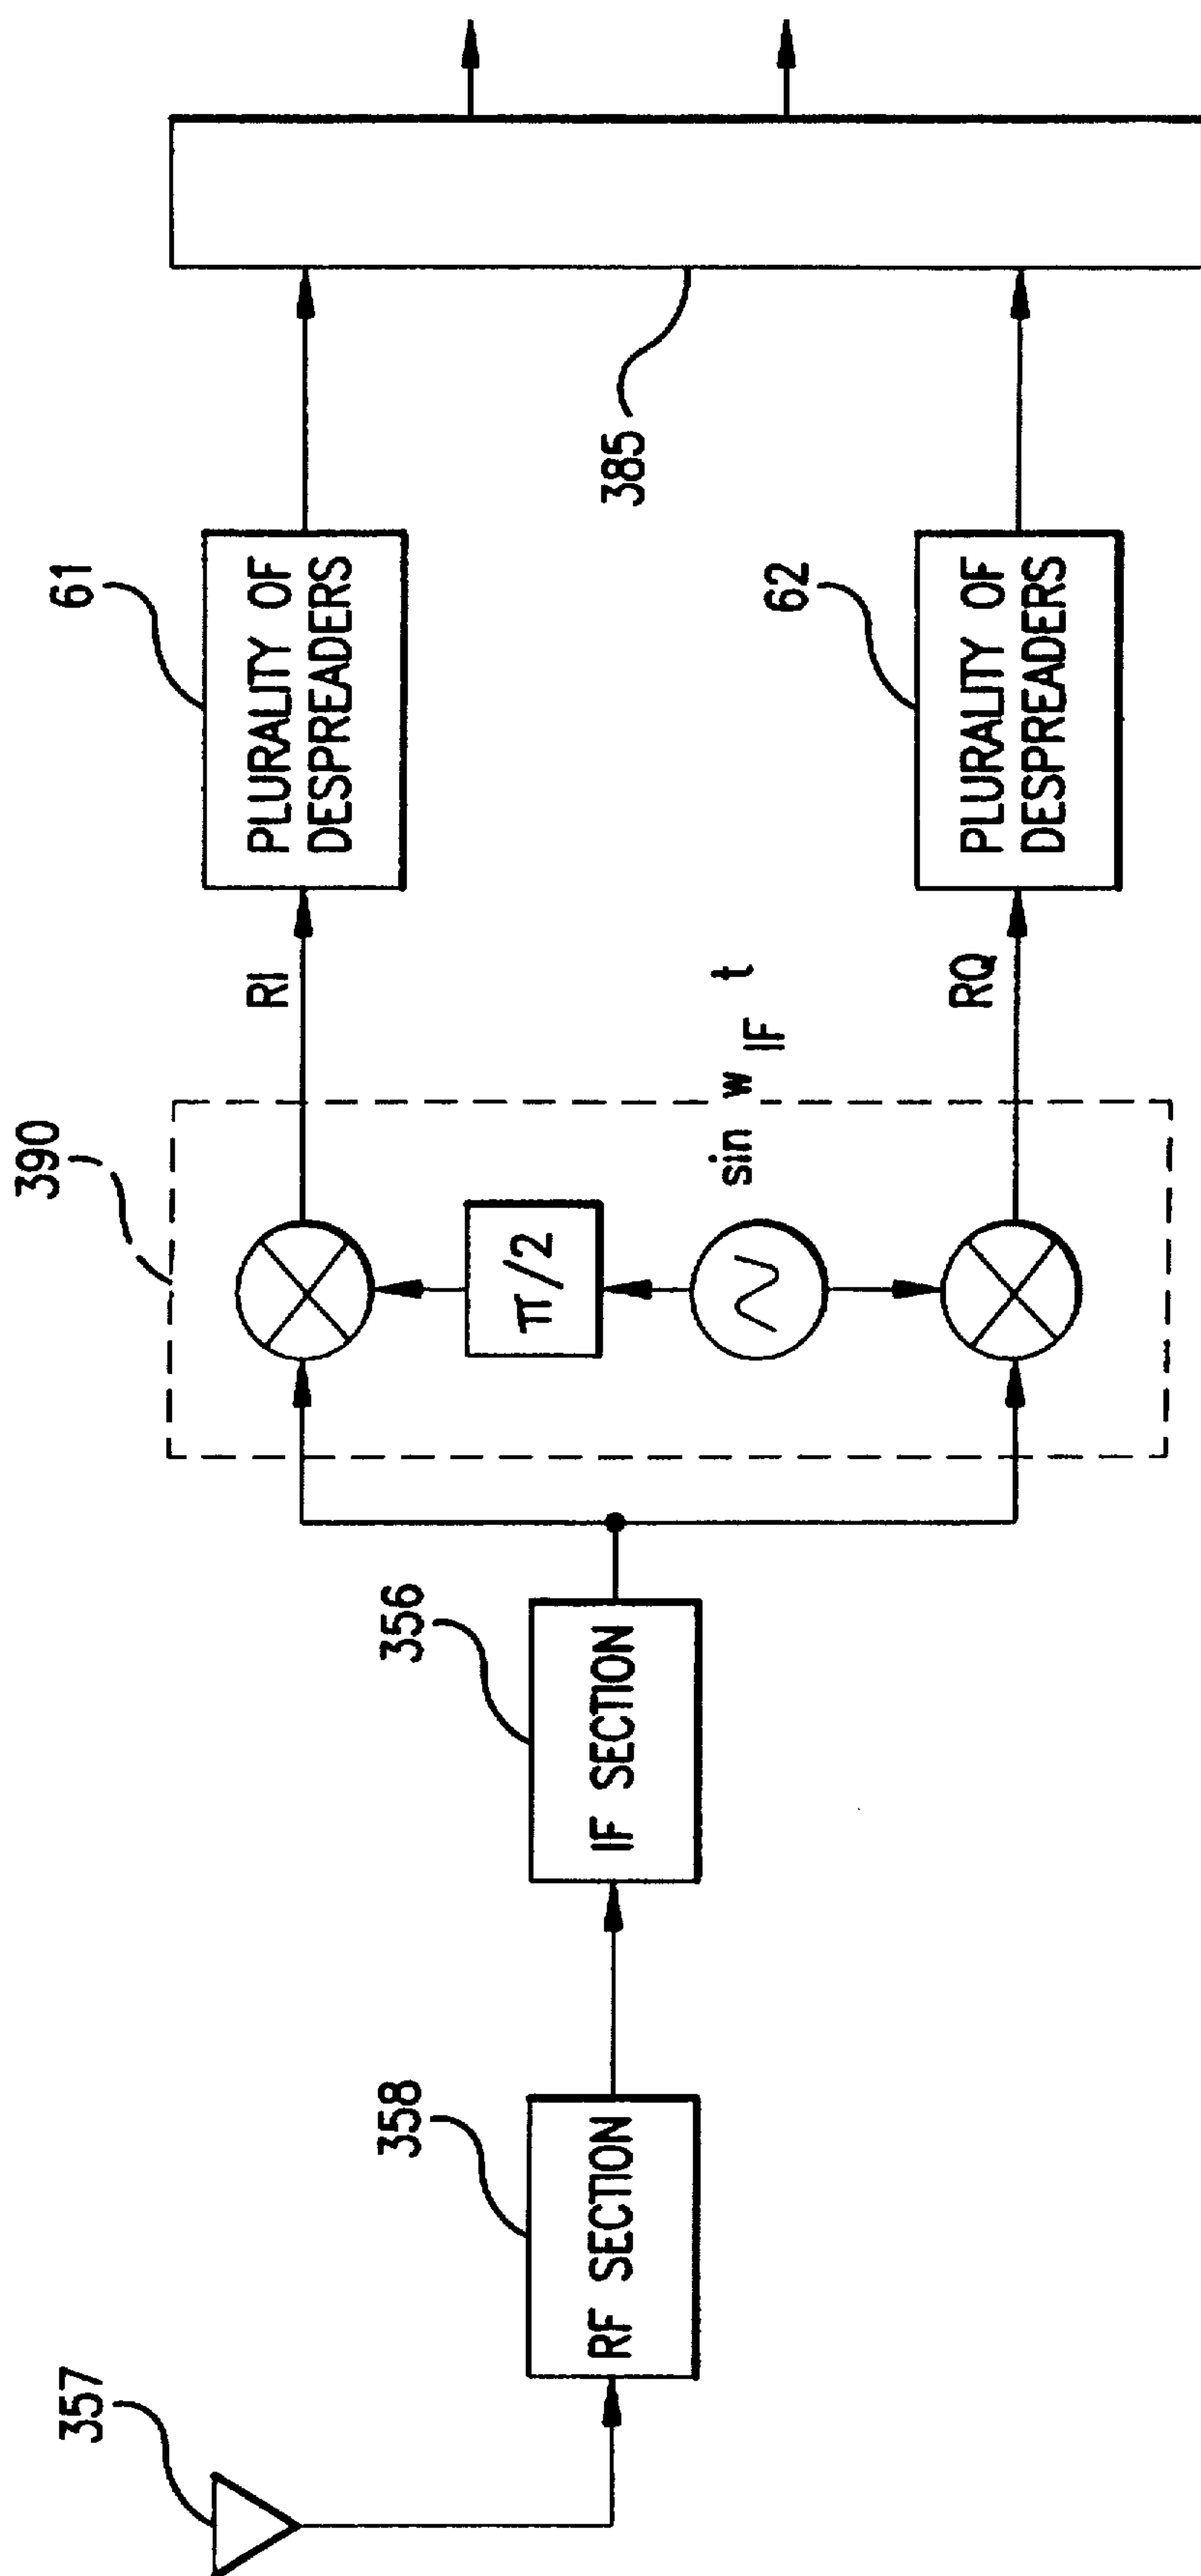 357
358
RF SECTION
356
IF SECTION
390
π/2
sin w IF t
RI
RQ
61
PLURALITY OF
DESPREADERS
62
PLURALITY OF
DESPREADERS
385